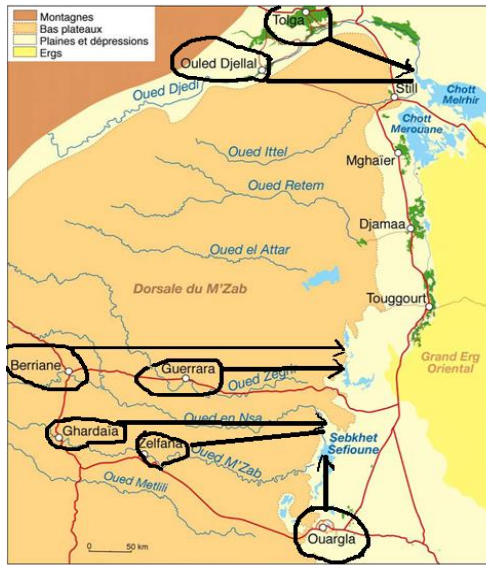 Montagnes
Bas plateaux
Plaines et dépressions
Ergs
Tolga
Ouled Djellal
Oued Djedi
Still
Chott
Melrhir
Chott
Merouane
Oued Ittel
Mghaïer
Oued Retem
Djamaa
Oued el Attar
Dorsale du M'Zab
Touggourt
Grand Erg
Oriental
Berriane
Guerrara
Oued Zegrir
Ghardaïa
Oued en Nsa
Zelfana
Sebkhet
Sefioune
Oued M'Zab
Oued Metlili
Ouargla
0
50 km